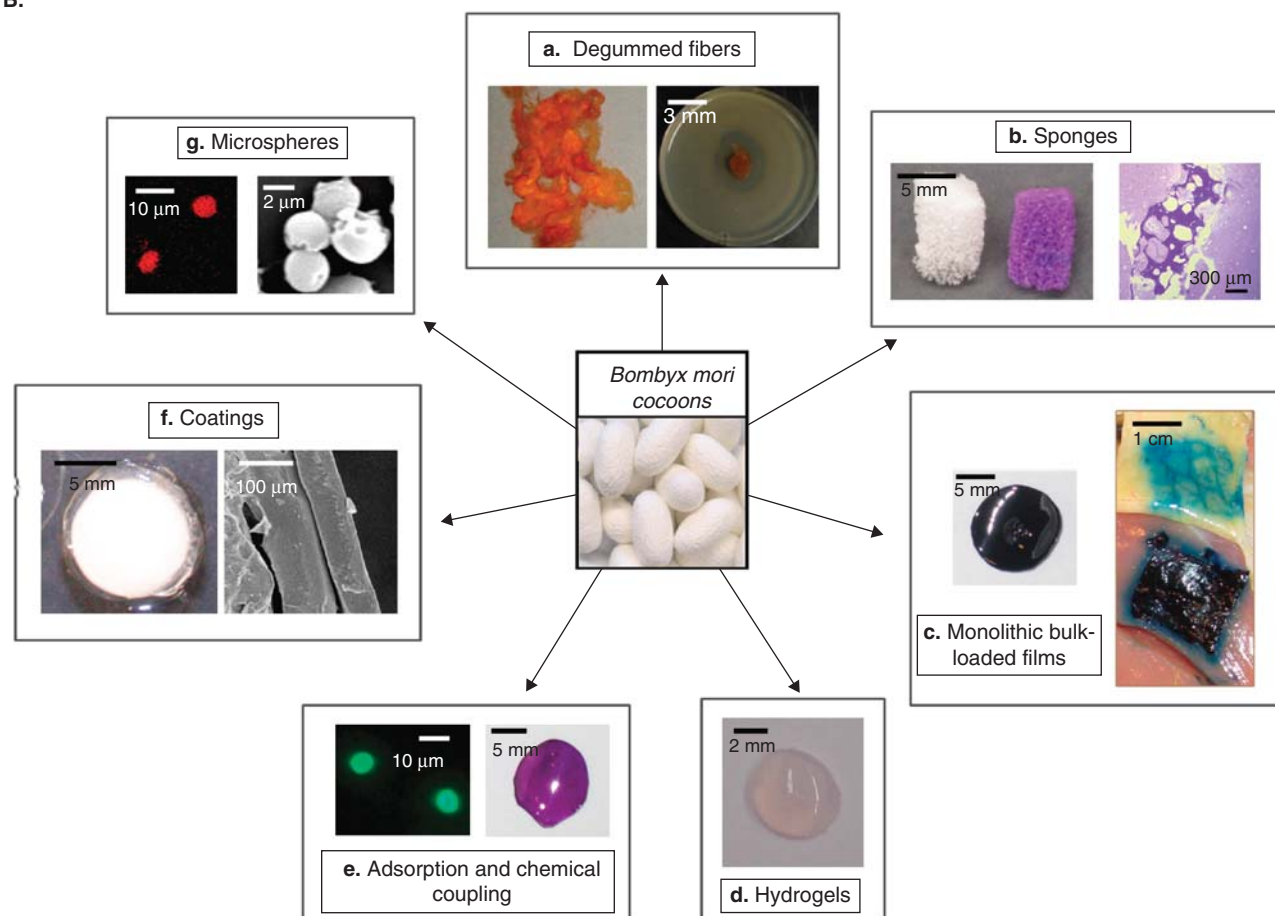 B.
a. Degummed fibers
3 mm
g. Microspheres
10 μm
2 μm
b. Sponges
5 mm
300 μm
Bombyx mori
cocoons
f. Coatings
5 mm
100 μm
1 cm
5 mm
c. Monolithic bulk-
loaded films
10 μm
5 mm
e. Adsorption and chemical
coupling
2 mm
d. Hydrogels